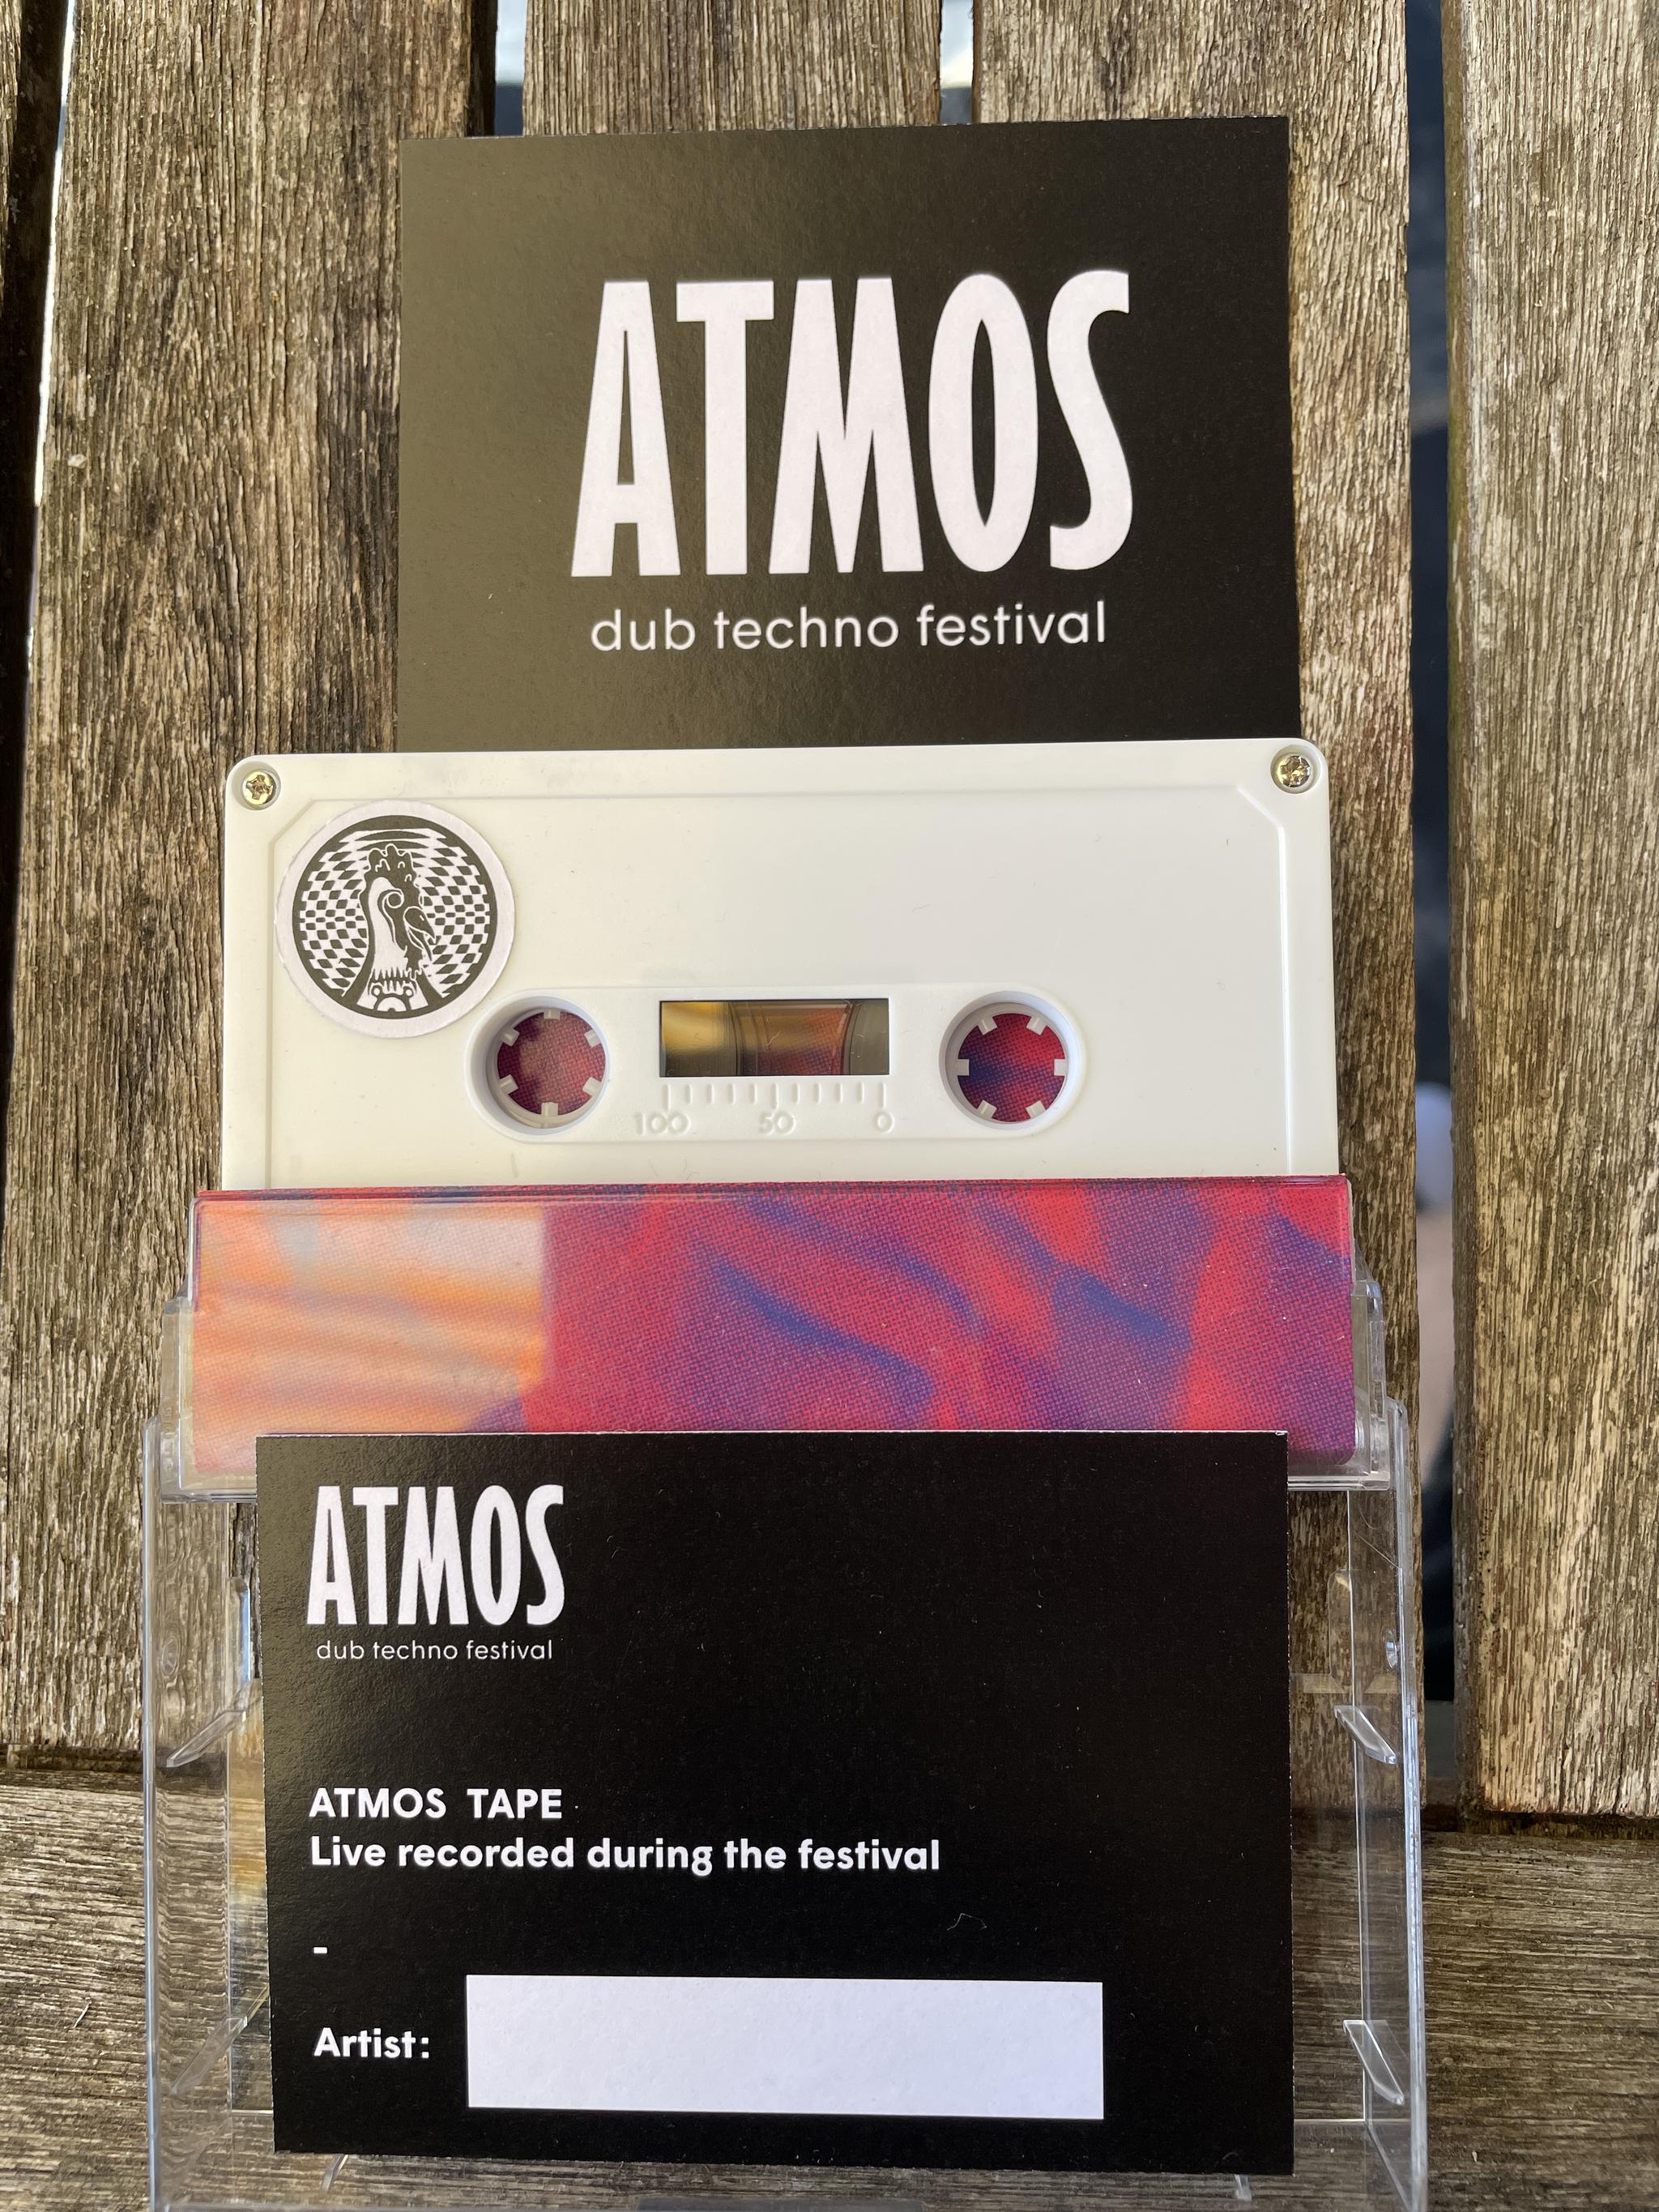 ATMOS
dub techno festival
100 50 0
ATMOS
dub techno festival
ATMOS TAPE
Live recorded during the festival
-
Artist: